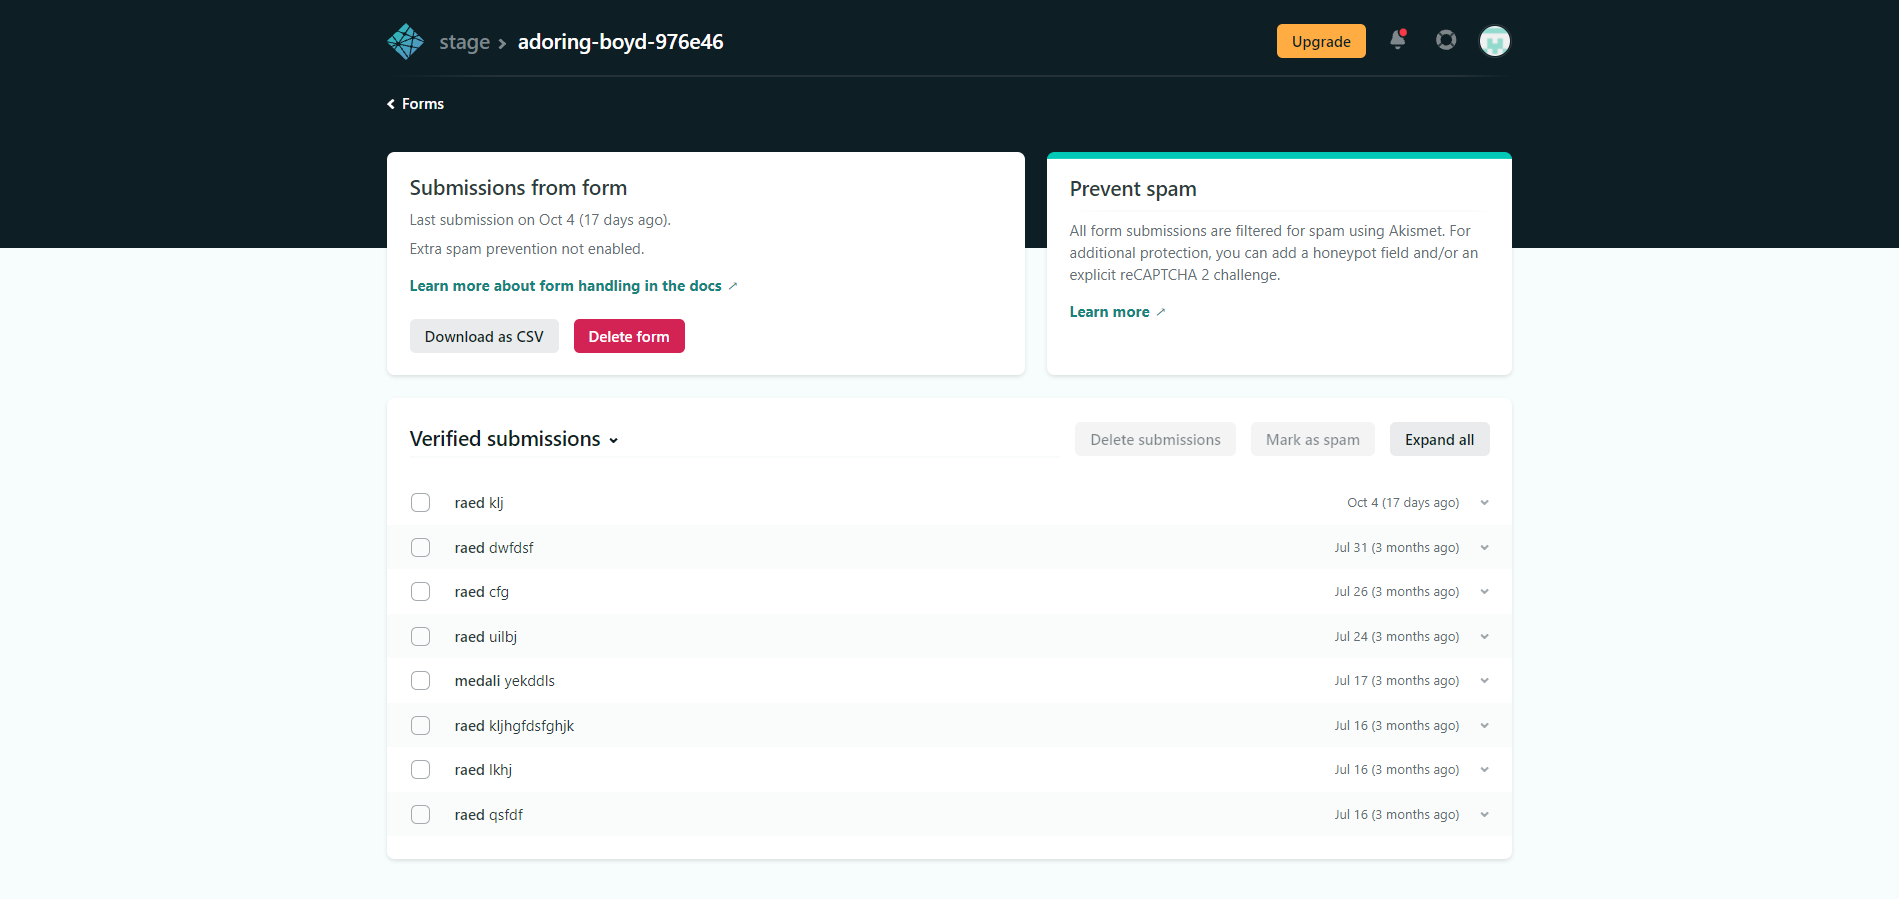 stage > adoring-boyd-976e46
Upgrade
Forms
Submissions from form
Last submission on Oct 4 (17 days ago).
Extra spam prevention not enabled.
Learn more about form handling in the docs
Download as CSV
Delete form
Prevent spam
All form submissions are filtered for spam using Akismet. For
additional protection, you can add a honeypot field and/or an
explicit reCAPTCHA 2 challenge.
Learn more
Verified submissions
Delete submissions
Mark as spam
Expand all
raed klj Oct 4 (17 days ago)
raed dwfdsf Jul 31 (3 months ago)
raed cfg Jul 26 (3 months ago)
raed uilbj Jul 24 (3 months ago)
medali yekddls Jul 17 (3 months ago)
raed kljhgfdsfghjk Jul 16 (3 months ago)
raed lkhj Jul 16 (3 months ago)
raed qsfdf Jul 16 (3 months ago)